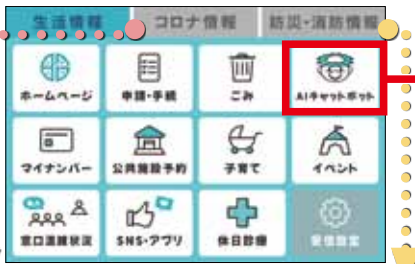 生活情報
コロナ情報
防災・消防情報
ホームページ
申請・手続
ごみ
AIチャットボット
マイナンバー
公共施設予約
子育て
イベント
窓口混雑状況
SNS・アプリ
休日診療
受信設定